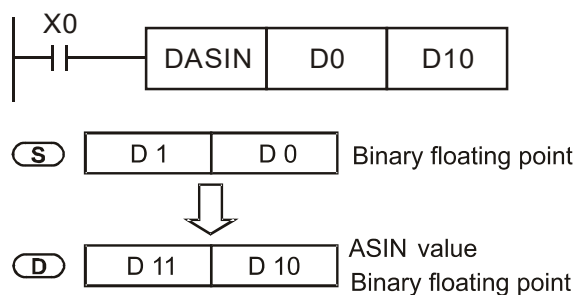 X0
DASIN D0 D10
S D 1 D 0 Binary floating point
D D 11 D 10 ASIN value
Binary floating point